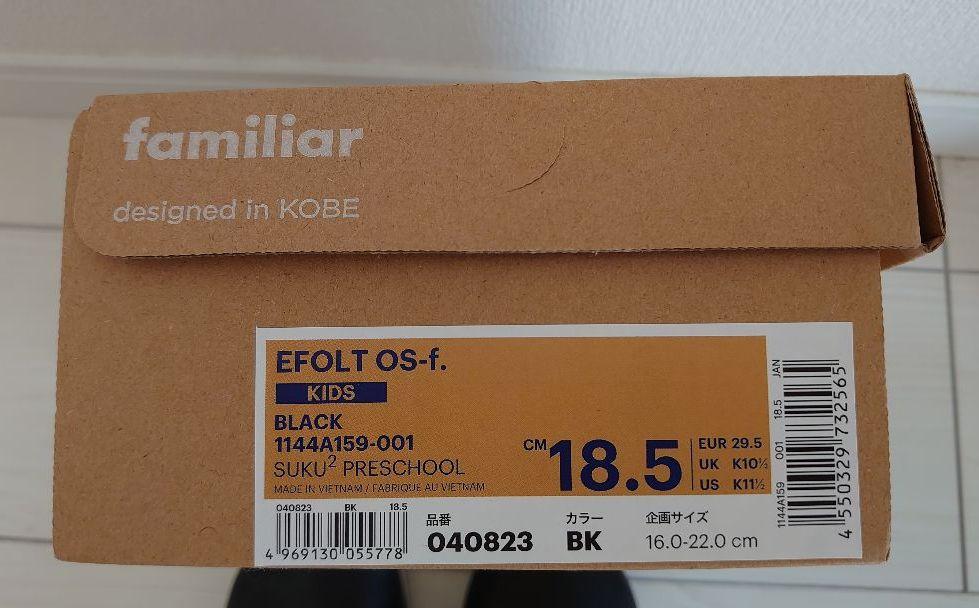 familiar
designed in KOBE
EFOLT OS-f.
KIDS
BLACK
1144A159-001
SUKU² PRESCHOOL
MADE IN VIETNAM / FABRIQUE AU VIETNAM
CM 18.5
EUR 29.5
UK K10½
US K11½
1144A159 001 18.5 JAN
4 550329 732565
040823 BK 18.5
4 969130 055778
品番 カラー 企画サイズ
040823 BK 16.0-22.0 cm